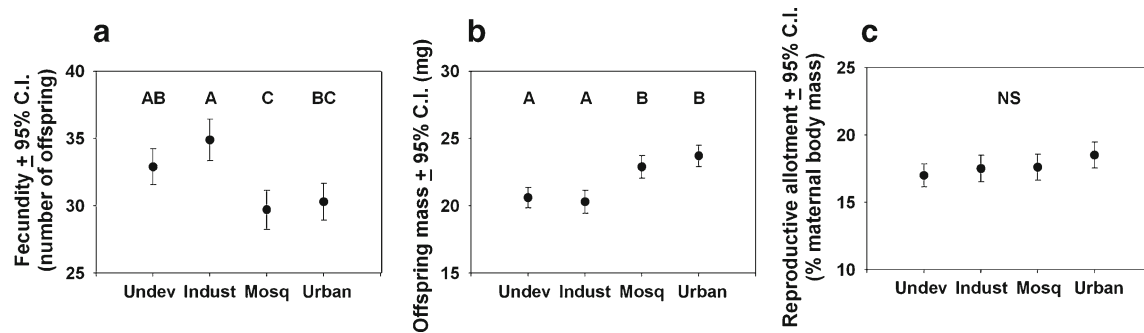 a
Fecundity ± 95% C.I.
(number of offspring)
40
35
30
25
AB A C BC
Undev Indust Mosq Urban
b
Offspring mass ± 95% C.I. (mg)
30
25
20
15
A A B B
Undev Indust Mosq Urban
c
Reproductive allotment ± 95% C.I.
(% maternal body mass)
25
20
15
10
NS
Undev Indust Mosq Urban